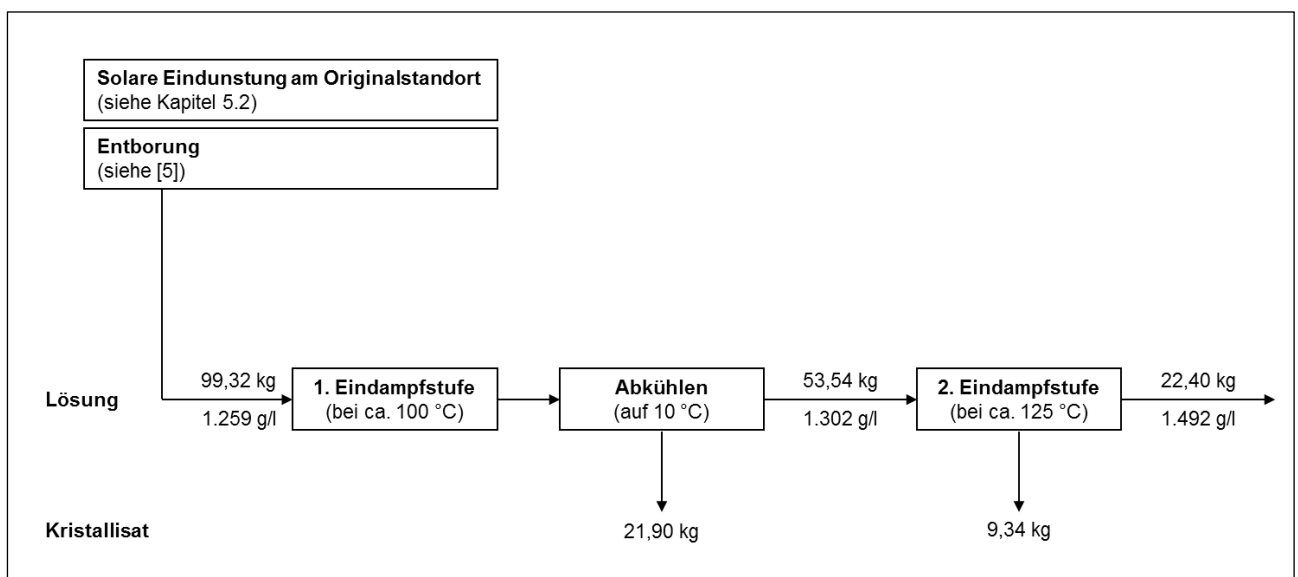 Solare Eindunstung am Originalstandort
(siehe Kapitel 5.2)
Entborung
(siehe [5])
Lösung
99,32 kg
1.259 g/l
1. Eindampfstufe
(bei ca. 100 °C)
Abkühlen
(auf 10 °C)
53,54 kg
1.302 g/l
2. Eindampfstufe
(bei ca. 125 °C)
22,40 kg
1.492 g/l
Kristallisat
21,90 kg
9,34 kg